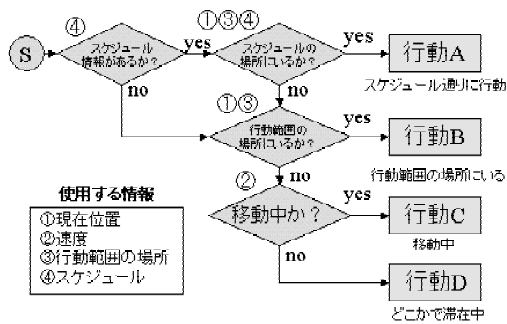 ④
①③④
S
スケジュール
情報があるか？
yes
スケジュールの
場所にいるか？
yes
行動A
スケジュール通りに行動
no
no
①③
行動範囲の
場所にいるか？
yes
行動B
行動範囲の場所にいる
no
②
移動中か？
yes
行動C
移動中
no
行動D
どこかで滞在中
使用する情報
①現在位置
②速度
③行動範囲の場所
④スケジュール